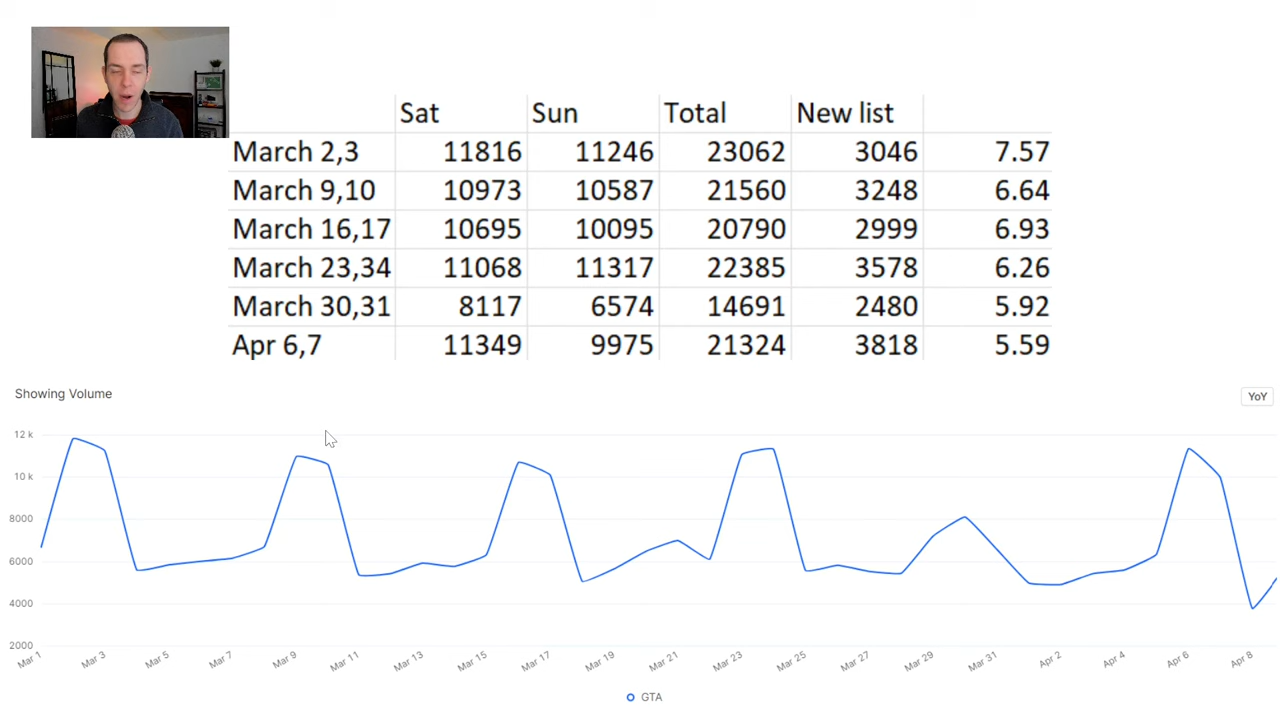 Sat Sun Total New list
March 2,3 11816 11246 23062 3046 7.57
March 9,10 10973 10587 21560 3248 6.64
March 16,17 10695 10095 20790 2999 6.93
March 23,34 11068 11317 22385 3578 6.26
March 30,31 8117 6574 14691 2480 5.92
Apr 6,7 11349 9975 21324 3818 5.59
Showing Volume
YoY
12 k
10 k
8000
6000
4000
2000
Mar 1 Mar 3 Mar 5 Mar 7 Mar 9 Mar 11 Mar 13 Mar 15 Mar 17 Mar 19 Mar 21 Mar 23 Mar 25 Mar 27 Mar 29 Mar 31 Apr 2 Apr 4 Apr 6 Apr 8
GTA